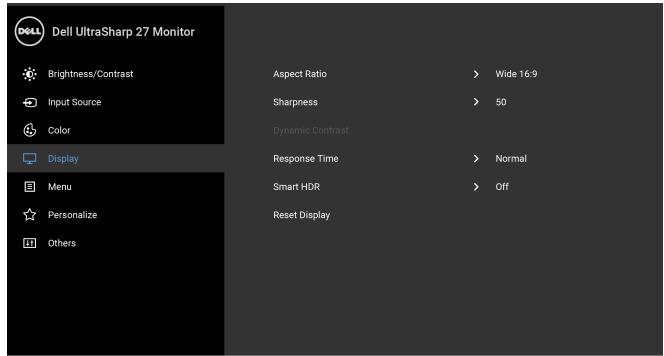 DELL Dell UltraSharp 27 Monitor
Brightness/Contrast
Input Source
Color
Display
Menu
Personalize
Others
Aspect Ratio > Wide 16:9
Sharpness > 50
Dynamic Contrast
Response Time > Normal
Smart HDR > Off
Reset Display